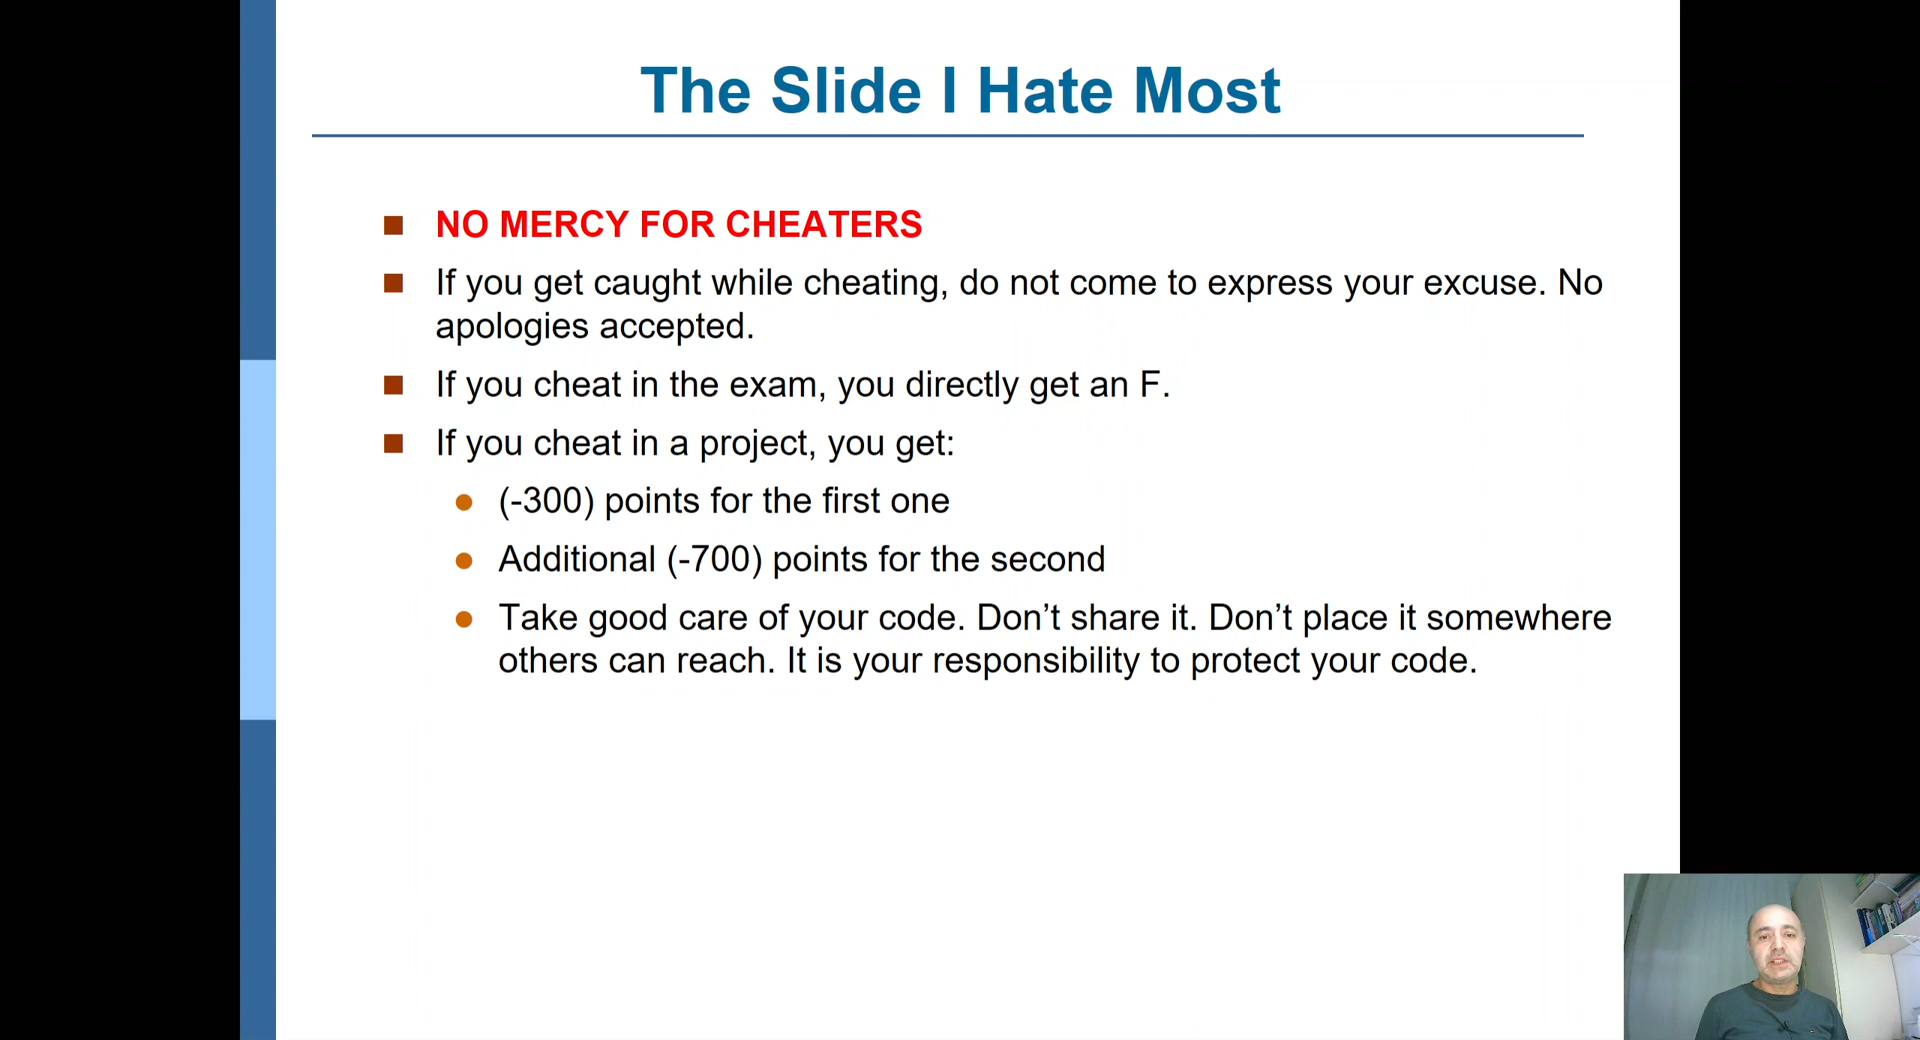 The Slide I Hate Most
NO MERCY FOR CHEATERS
If you get caught while cheating, do not come to express your excuse. No
apologies accepted.
If you cheat in the exam, you directly get an F.
If you cheat in a project, you get:
(-300) points for the first one
Additional (-700) points for the second
Take good care of your code. Don’t share it. Don’t place it somewhere
others can reach. It is your responsibility to protect your code.